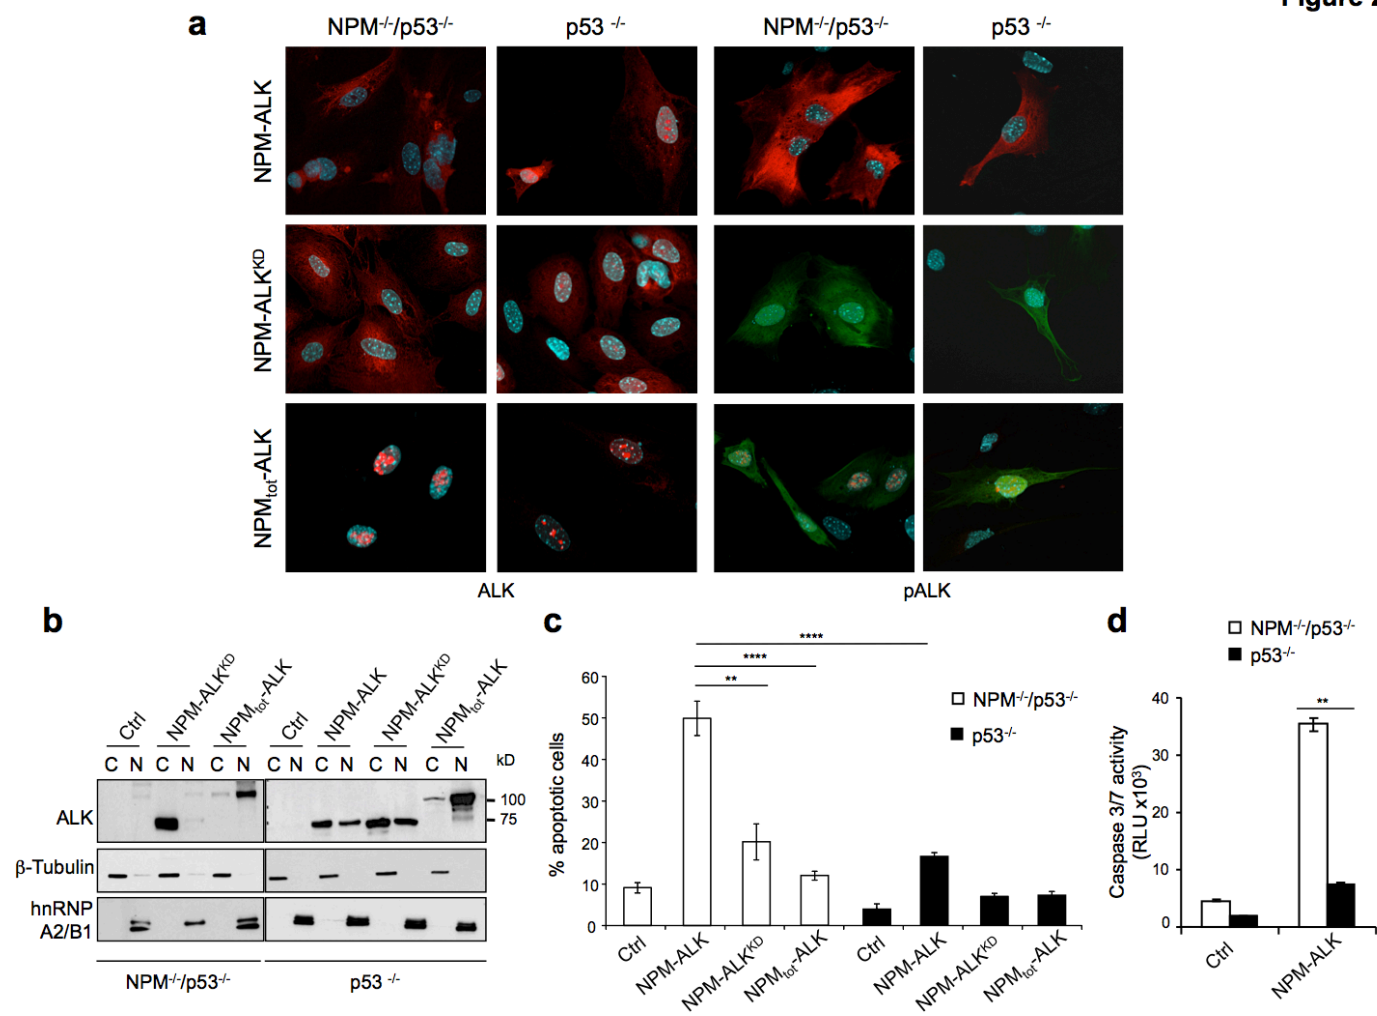 Figure 2
a
NPM-/-/p53-/- p53 -/- NPM-/-/p53-/- p53 -/-
NPM-ALK
NPM-ALKKD
NPMtot-ALK
ALK pALK
b
Ctrl NPM-ALKKD NPMtot-ALK Ctrl NPM-ALK NPM-ALKKD NPMtot-ALK
C N C N C N C N C N C N C N kD
ALK
100
75
β-Tubulin
hnRNP
A2/B1
NPM-/-/p53-/- p53 -/-
c
****
****
**
% apoptotic cells
60
50
40
30
20
10
0
NPM-/-/p53-/-
p53-/-
Ctrl NPM-ALK NPM-ALKKD NPMtot-ALK Ctrl NPM-ALK NPM-ALKKD NPMtot-ALK
d
NPM-/-/p53-/-
p53-/-
**
Caspase 3/7 activity
(RLU x10³)
40
30
20
10
0
Ctrl NPM-ALK